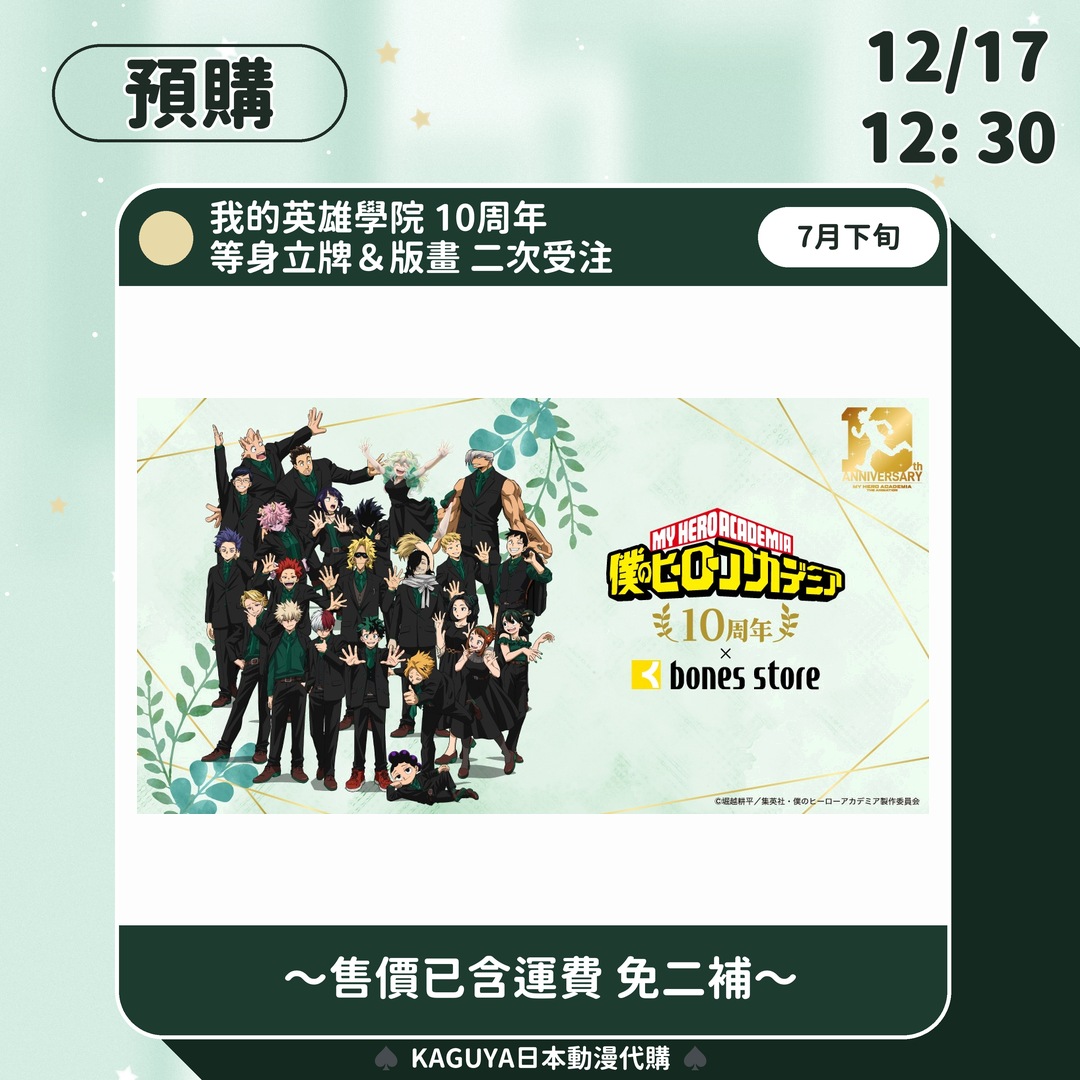 預購
12/17
12: 30
我的英雄學院 10周年
等身立牌＆版畫 二次受注
7月下旬
10th
ANNIVERSARY
MY HERO ACADEMIA
THE ANIMATION
MY HERO ACADEMIA
僕のヒーローアカデミア
10周年
×
bones store
©堀越耕平／集英社・僕のヒーローアカデミア製作委員会
～售價已含運費 免二補～
♠ KAGUYA日本動漫代購 ♠